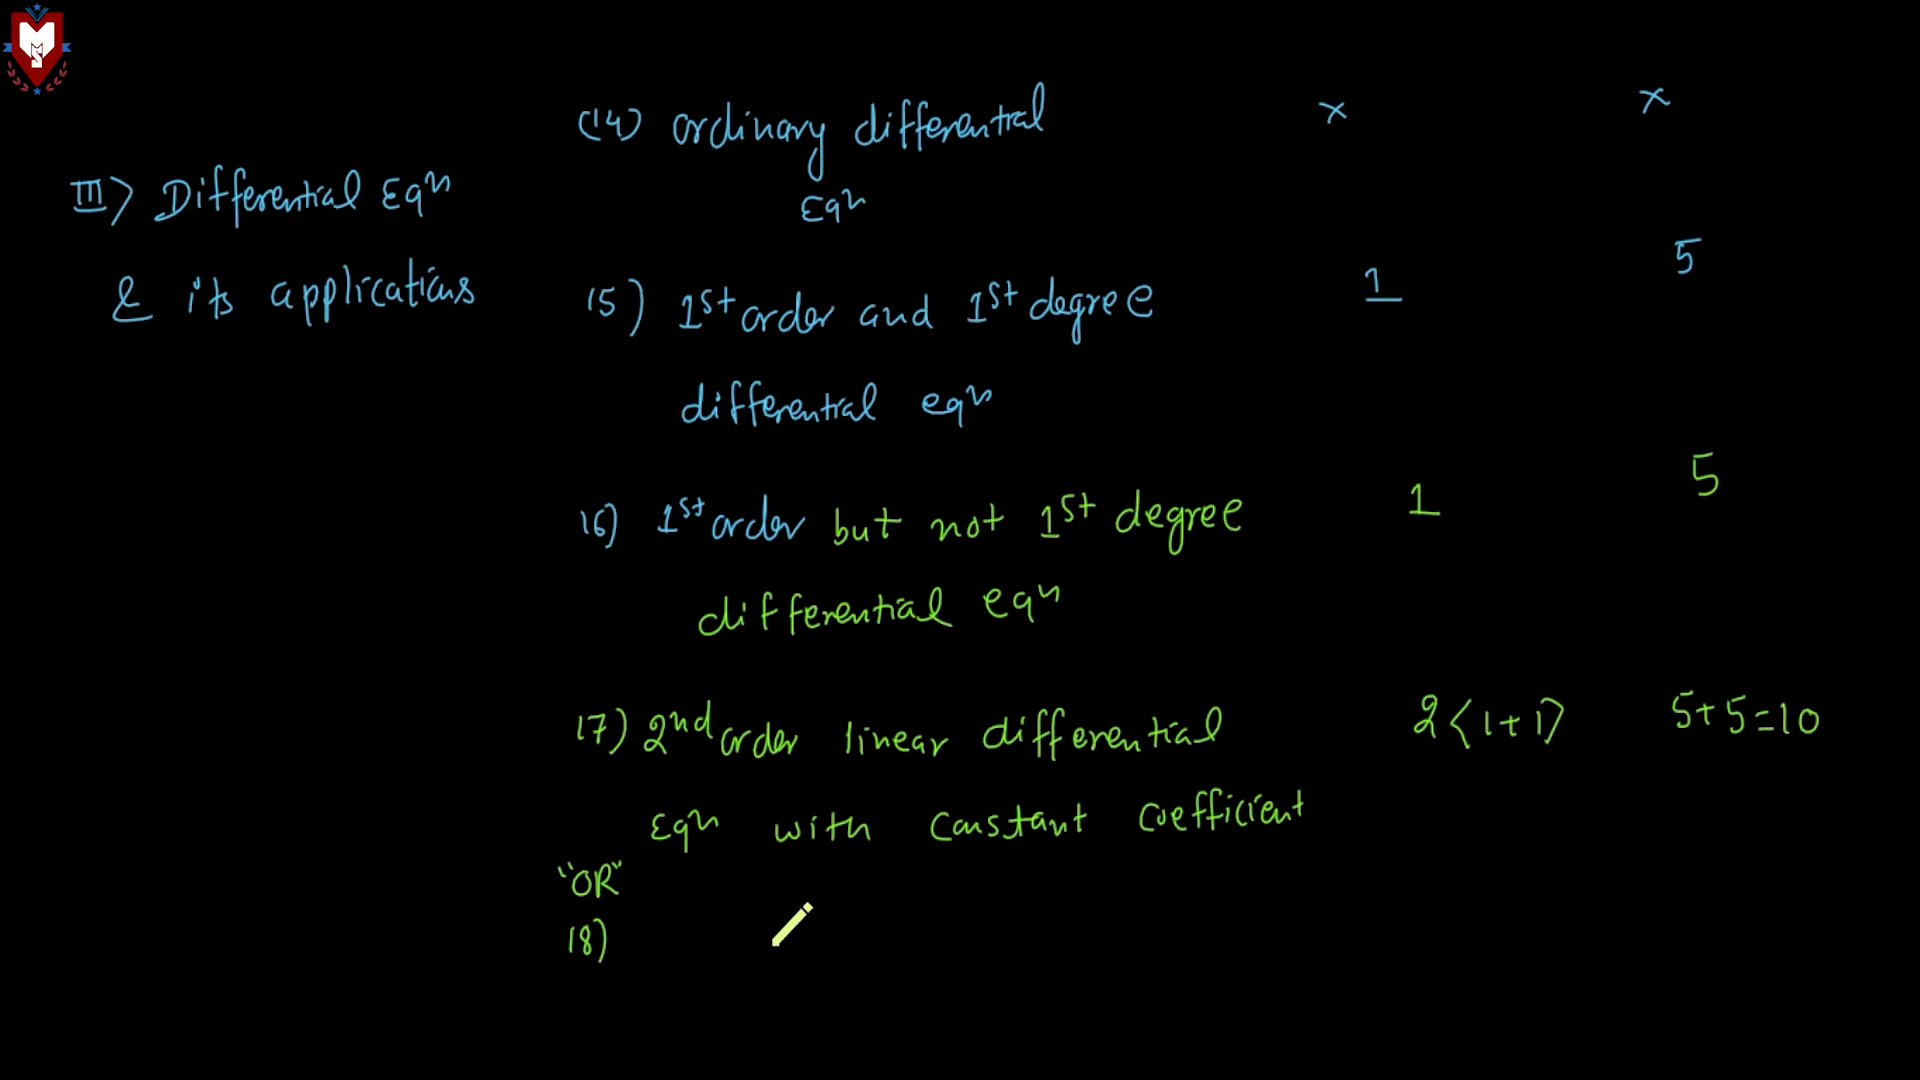 (14) ordinary differential x x
III) Differential Eqn
Eqn
& its applications
15) 1st order and 1st degree 1 5
differential eqn
16) 1st order but not 1st degree 1 5
differential eqn
17) 2nd order linear differential 2 (1+1) 5+5=10
Eqn with constant coefficient
"OR"
18)